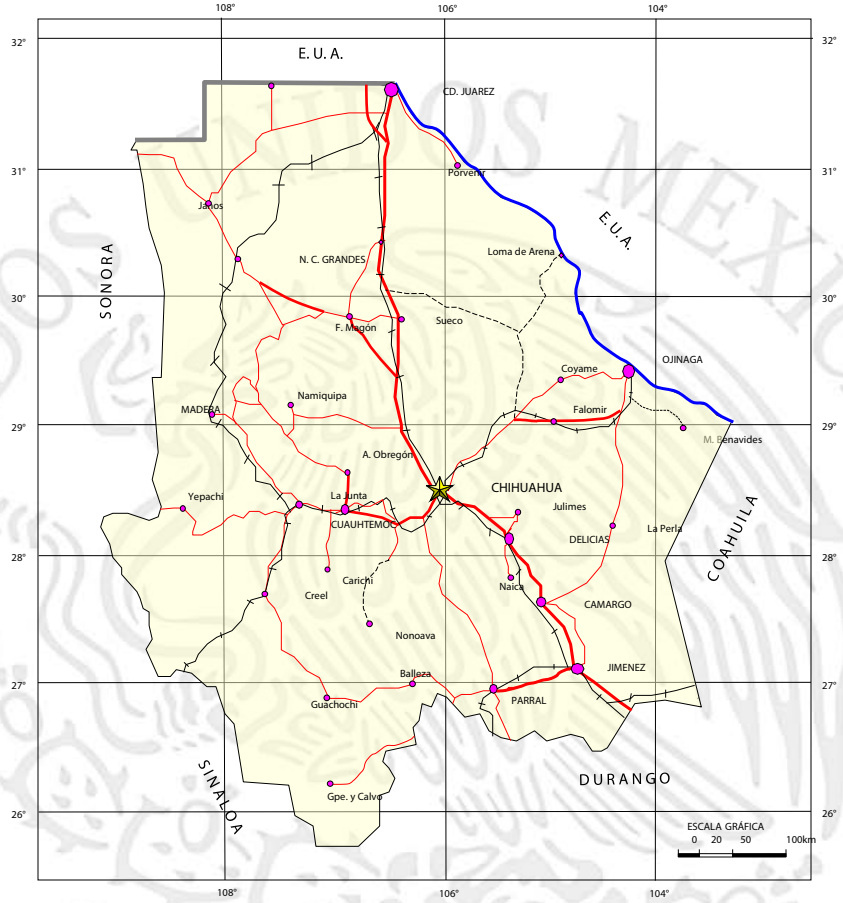 108° 106° 104°
32° 32°
E. U. A.
CD. JUAREZ
31° 31°
Porvenir
Janos
E. U. A.
SONORA
Loma de Arena
N. C. GRANDES
30° 30°
Sueco
F. Magón
OJINAGA
Coyame
Namiquipa
MADERA
Falomir
29° 29°
M. Benavides
A. Obregón
CHIHUAHUA
Yepachi
La Junta
Julimes
CUAUHTEMOC
La Perla
DELICIAS
COAHUILA
28° 28°
Carichi
Naica
Creel
CAMARGO
Nonoava
JIMENEZ
Balleza
27° 27°
PARRAL
Guachochi
DURANGO
SINALOA
Gpe. y Calvo
26° 26°
ESCALA GRÁFICA
0 20 50 100km
108° 106° 104°
UNIDOS MEX
DOS